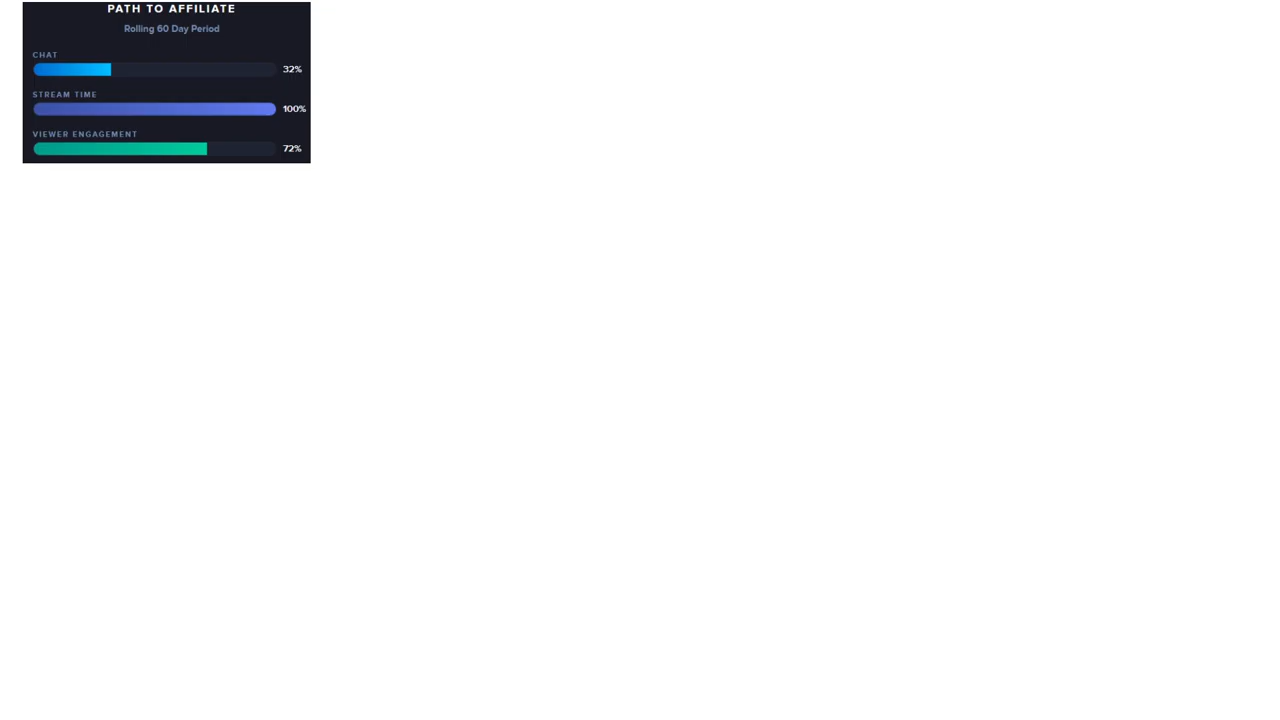 PATH TO AFFILIATE
Rolling 60 Day Period
CHAT
32%
STREAM TIME
100%
VIEWER ENGAGEMENT
72%